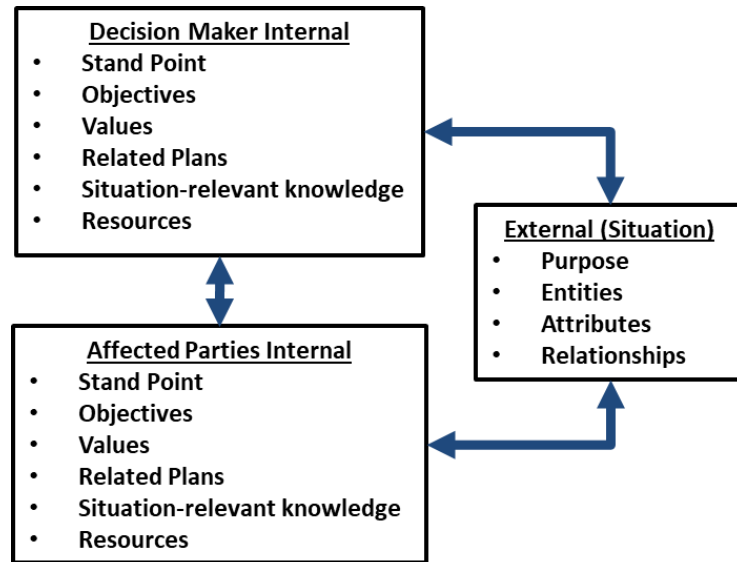 Decision Maker Internal
• Stand Point
• Objectives
• Values
• Related Plans
• Situation-relevant knowledge
• Resources
External (Situation)
• Purpose
• Entities
• Attributes
• Relationships
Affected Parties Internal
• Stand Point
• Objectives
• Values
• Related Plans
• Situation-relevant knowledge
• Resources